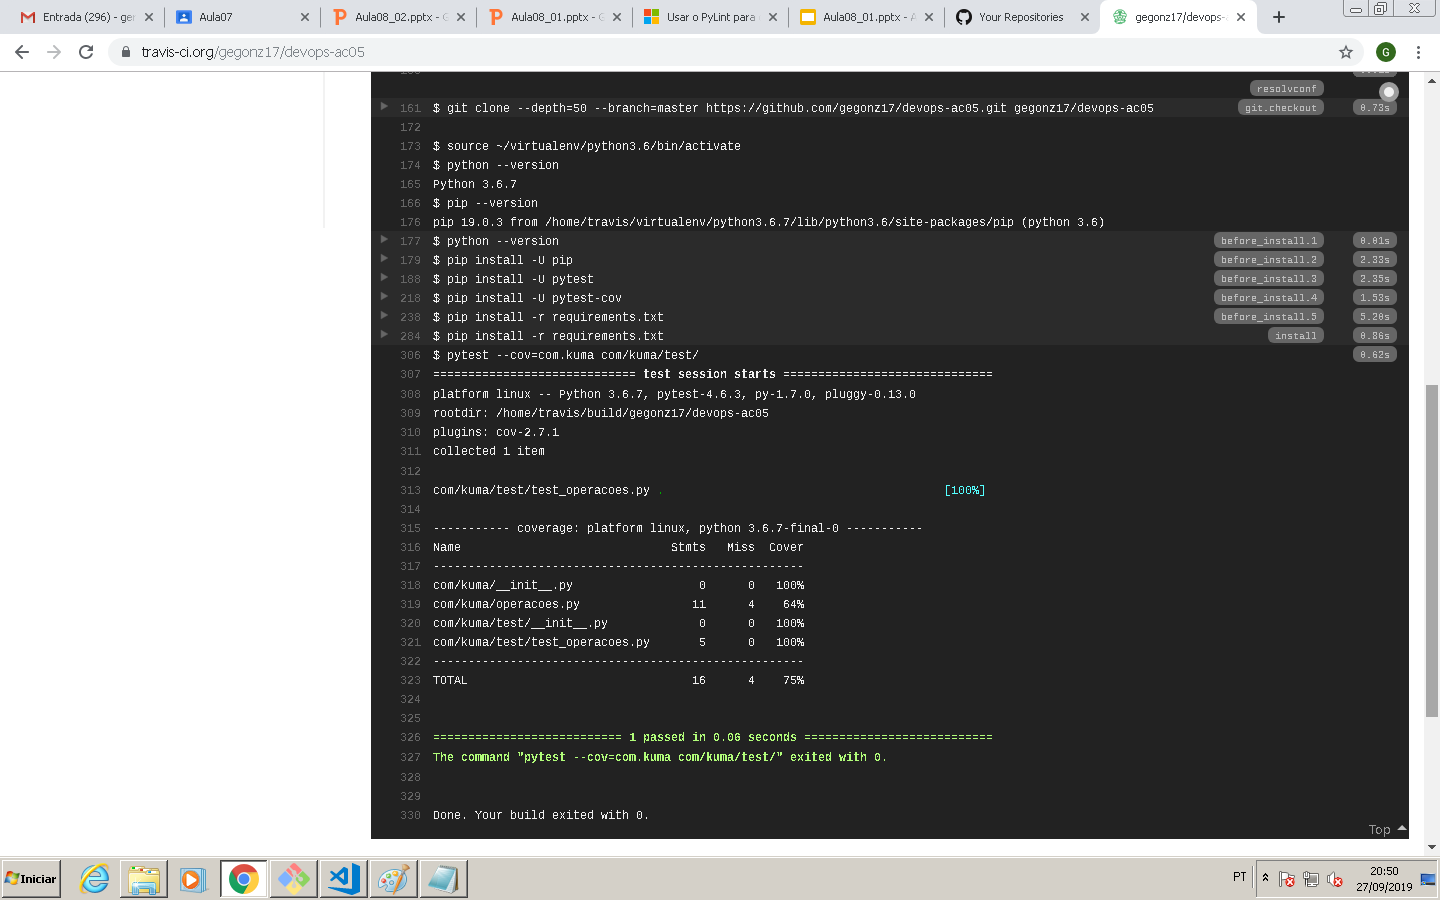 Entrada (296) - ger
Aula07
Aula08_02.pptx - G
Aula08_01.pptx - G
Usar o PyLint para
Aula08_01.pptx - A
Your Repositories
gegonz17/devops-
travis-ci.org/gegonz17/devops-ac05
G
resolvconf
161 $ git clone --depth=50 --branch=master https://github.com/gegonz17/devops-ac05.git gegonz17/devops-ac05 git.checkout 0.73s
172
173 $ source ~/virtualenv/python3.6/bin/activate
174 $ python --version
165 Python 3.6.7
166 $ pip --version
176 pip 19.0.3 from /home/travis/virtualenv/python3.6.7/lib/python3.6/site-packages/pip (python 3.6)
177 $ python --version before_install.1 0.01s
179 $ pip install -U pip before_install.2 2.33s
188 $ pip install -U pytest before_install.3 2.35s
218 $ pip install -U pytest-cov before_install.4 1.53s
238 $ pip install -r requirements.txt before_install.5 5.20s
284 $ pip install -r requirements.txt install 0.86s
306 $ pytest --cov=com.kuma com/kuma/test/ 0.62s
307 ============================= test session starts ==============================
308 platform linux -- Python 3.6.7, pytest-4.6.3, py-1.7.0, pluggy-0.13.0
309 rootdir: /home/travis/build/gegonz17/devops-ac05
310 plugins: cov-2.7.1
311 collected 1 item
312
313 com/kuma/test/test_operacoes.py . [100%]
314
315 ----------- coverage: platform linux, python 3.6.7-final-0 -----------
316 Name Stmts Miss Cover
317 -----------------------------------------------------
318 com/kuma/__init__.py 0 0 100%
319 com/kuma/operacoes.py 11 4 64%
320 com/kuma/test/__init__.py 0 0 100%
321 com/kuma/test/test_operacoes.py 5 0 100%
322 -----------------------------------------------------
323 TOTAL 16 4 75%
324
325
326 =========================== 1 passed in 0.06 seconds ===========================
327 The command "pytest --cov=com.kuma com/kuma/test/" exited with 0.
328
329
330 Done. Your build exited with 0.
Top
Iniciar
PT
20:50
27/09/2019